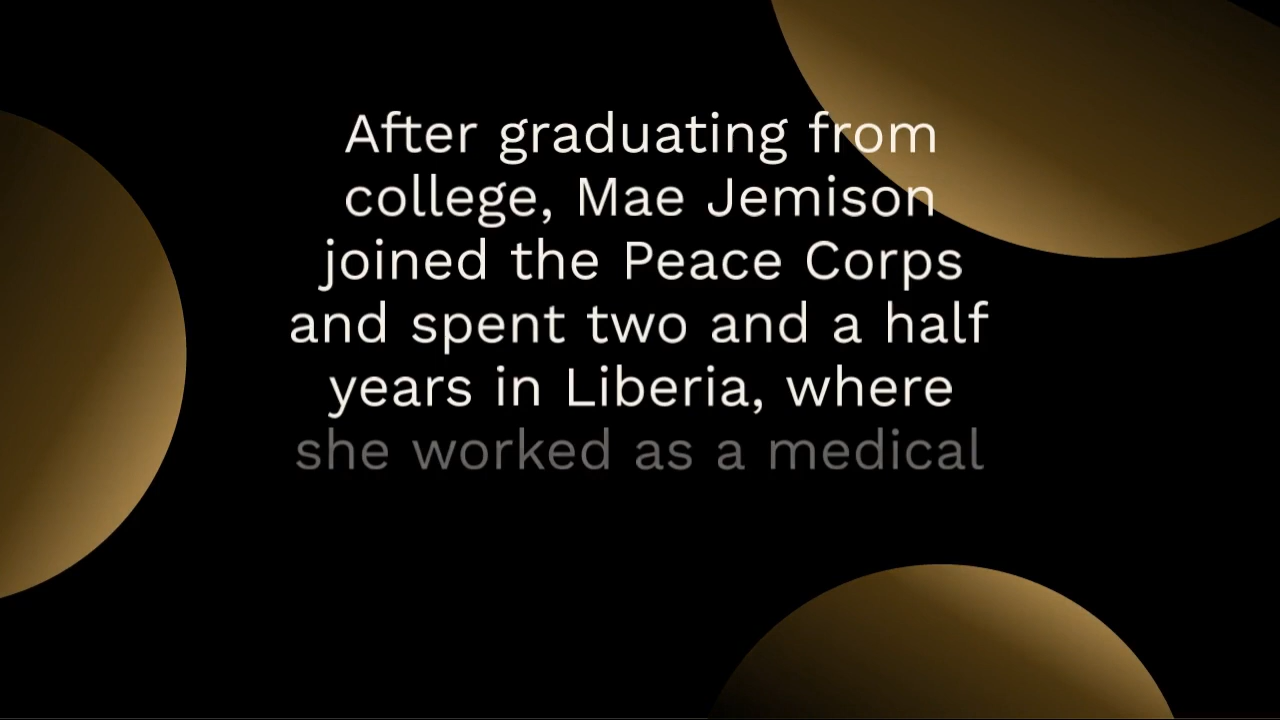 After graduating from
college, Mae Jemison
joined the Peace Corps
and spent two and a half
years in Liberia, where
she worked as a medical